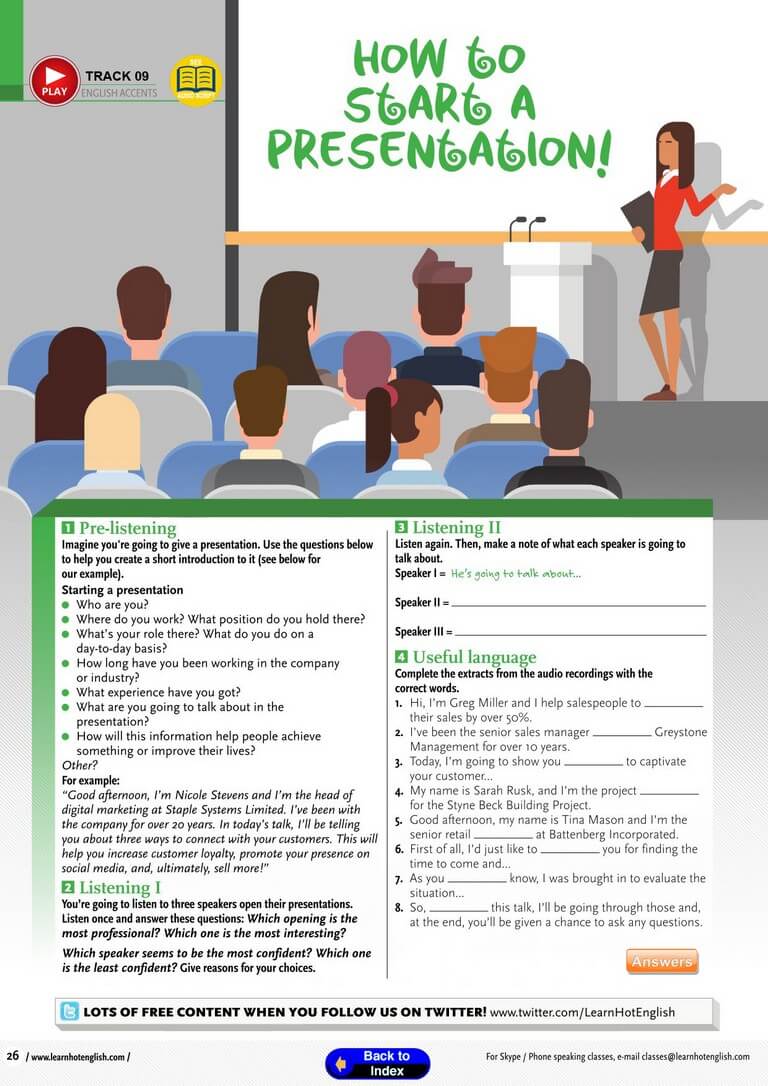 PLAY
TRACK 09
ENGLISH ACCENTS
SEE
AUDIO SCRIPT
HOW to
START A
PRESENTATION!
1 Pre-listening
Imagine you're going to give a presentation. Use the questions below
to help you create a short introduction to it (see below for
our example).
Starting a presentation
● Who are you?
● Where do you work? What position do you hold there?
● What's your role there? What do you do on a
day-to-day basis?
● How long have you been working in the company
or industry?
● What experience have you got?
● What are you going to talk about in the
presentation?
● How will this information help people achieve
something or improve their lives?
Other?
For example:
“Good afternoon, I'm Nicole Stevens and I'm the head of
digital marketing at Staple Systems Limited. I've been with
the company for over 20 years. In today's talk, I'll be telling
you about three ways to connect with your customers. This will
help you increase customer loyalty, promote your presence on
social media, and, ultimately, sell more!”
2 Listening I
You're going to listen to three speakers open their presentations.
Listen once and answer these questions: Which opening is the
most professional? Which one is the most interesting?
Which speaker seems to be the most confident? Which one
is the least confident? Give reasons for your choices.
3 Listening II
Listen again. Then, make a note of what each speaker is going to
talk about.
Speaker I = He's going to talk about...
Speaker II = ____________
Speaker III = ____________
4 Useful language
Complete the extracts from the audio recordings with the
correct words.
1. Hi, I'm Greg Miller and I help salespeople to ________
their sales by over 50%.
2. I've been the senior sales manager ________ Greystone
Management for over 10 years.
3. Today, I'm going to show you ________ to captivate
your customer...
4. My name is Sarah Rusk, and I'm the project ________
for the Styne Beck Building Project.
5. Good afternoon, my name is Tina Mason and I'm the
senior retail ________ at Battenberg Incorporated.
6. First of all, I'd just like to ________ you for finding the
time to come and...
7. As you ________ know, I was brought in to evaluate the
situation...
8. So, ________ this talk, I'll be going through those and,
at the end, you'll be given a chance to ask any questions.
Answers
LOTS OF FREE CONTENT WHEN YOU FOLLOW US ON TWITTER! www.twitter.com/LearnHotEnglish
26 / www.learnhotenglish.com /
Back to
Index
For Skype / Phone speaking classes, e-mail classes@learnhotenglish.com